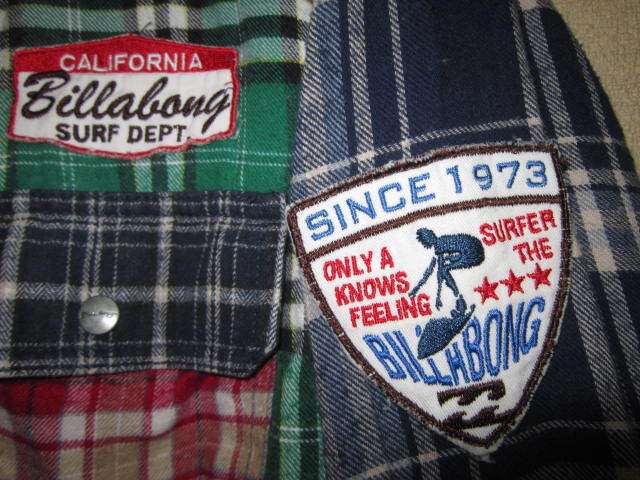 CALIFORNIA
Billabong
SURF DEPT.
SINCE 1973
ONLY A SURFER
KNOWS THE
FEELING
BILLABONG